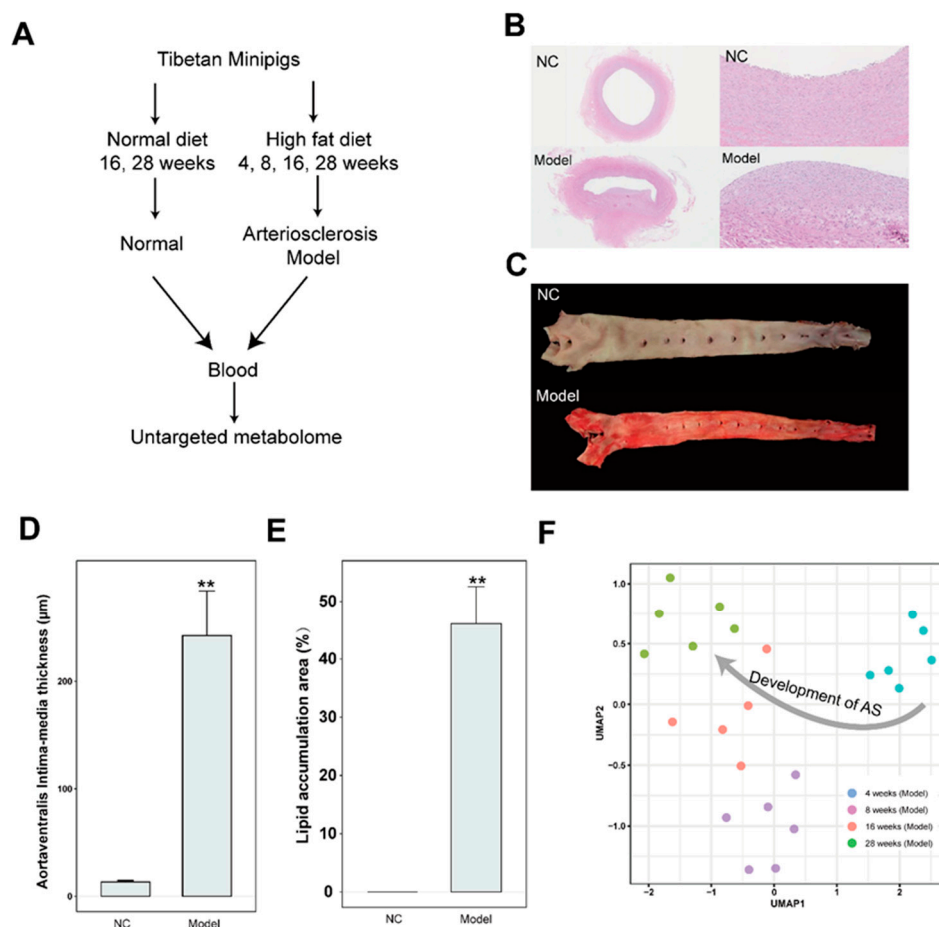 A
Tibetan Minipigs
Normal diet
16, 28 weeks
High fat diet
4, 8, 16, 28 weeks
Normal
Arteriosclerosis
Model
Blood
Untargeted metabolome
B
NC
NC
Model
Model
C
NC
Model
D
Aortaventralis Intima-media thickness (μm)
200
100
0
**
NC
Model
E
Lipid accumulation area (%)
50
40
30
20
10
0
**
NC
Model
F
UMAP2
1.0
0.5
0.0
−0.5
−1.0
Development of AS
4 weeks (Model)
8 weeks (Model)
16 weeks (Model)
28 weeks (Model)
−2
−1
0
1
2
UMAP1